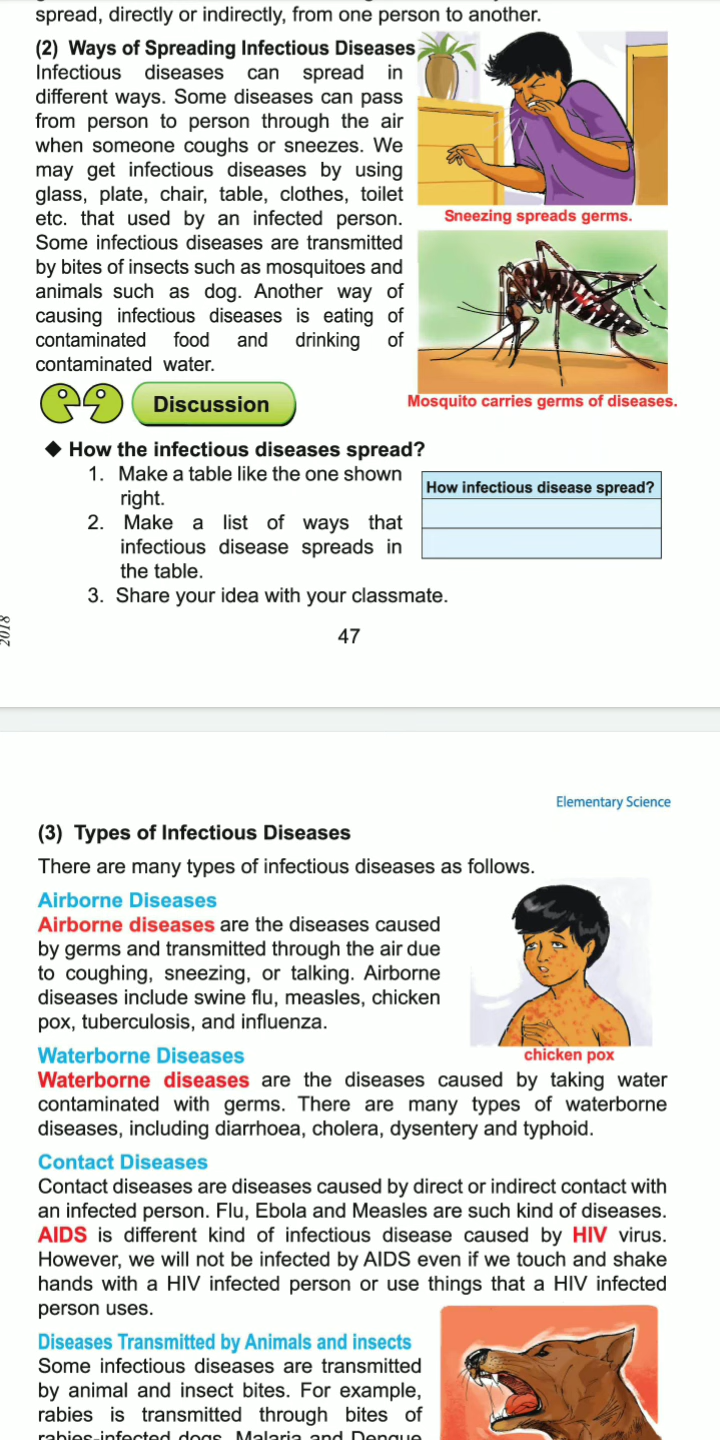 spread, directly or indirectly, from one person to another.
(2) Ways of Spreading Infectious Diseases
Infectious diseases can spread in
different ways. Some diseases can pass
from person to person through the air
when someone coughs or sneezes. We
may get infectious diseases by using
glass, plate, chair, table, clothes, toilet
etc. that used by an infected person.
Some infectious diseases are transmitted
by bites of insects such as mosquitoes and
animals such as dog. Another way of
causing infectious diseases is eating of
contaminated food and drinking of
contaminated water.
Sneezing spreads germs.
Mosquito carries germs of diseases.
Discussion
◆ How the infectious diseases spread?
1. Make a table like the one shown
right.
2. Make a list of ways that
infectious disease spreads in
the table.
3. Share your idea with your classmate.
How infectious disease spread?
2018
47
Elementary Science
(3) Types of Infectious Diseases
There are many types of infectious diseases as follows.
Airborne Diseases
Airborne diseases are the diseases caused
by germs and transmitted through the air due
to coughing, sneezing, or talking. Airborne
diseases include swine flu, measles, chicken
pox, tuberculosis, and influenza.
chicken pox
Waterborne Diseases
Waterborne diseases are the diseases caused by taking water
contaminated with germs. There are many types of waterborne
diseases, including diarrhoea, cholera, dysentery and typhoid.
Contact Diseases
Contact diseases are diseases caused by direct or indirect contact with
an infected person. Flu, Ebola and Measles are such kind of diseases.
AIDS is different kind of infectious disease caused by HIV virus.
However, we will not be infected by AIDS even if we touch and shake
hands with a HIV infected person or use things that a HIV infected
person uses.
Diseases Transmitted by Animals and insects
Some infectious diseases are transmitted
by animal and insect bites. For example,
rabies is transmitted through bites of
rabies-infected dogs. Malaria and Dengue